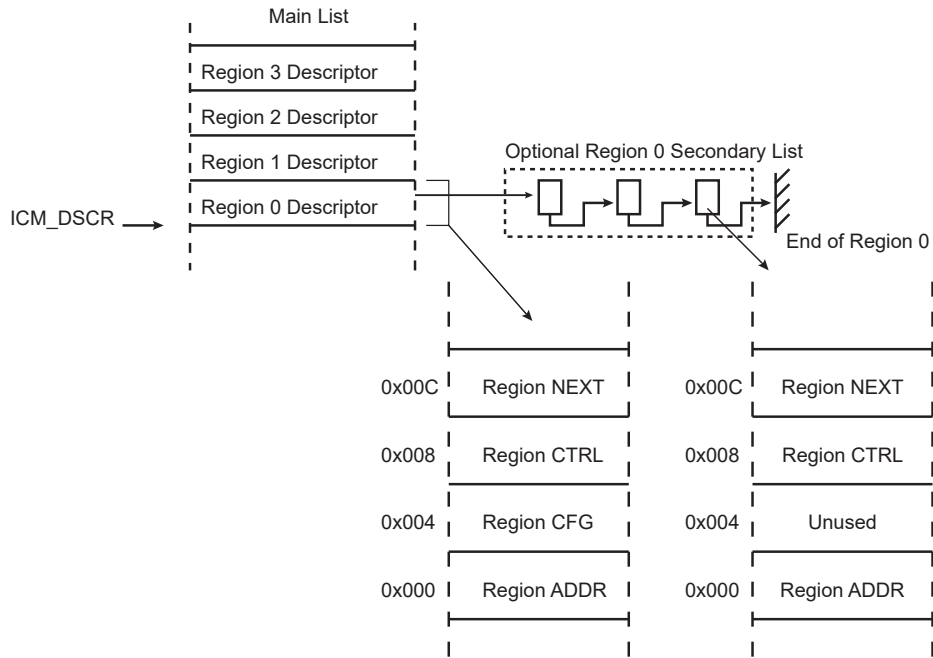 Main List
Region 3 Descriptor
Region 2 Descriptor
Region 1 Descriptor
Region 0 Descriptor
ICM_DSCR
Optional Region 0 Secondary List
End of Region 0
0x00C Region NEXT
0x008 Region CTRL
0x004 Region CFG
0x000 Region ADDR
0x00C Region NEXT
0x008 Region CTRL
0x004 Unused
0x000 Region ADDR